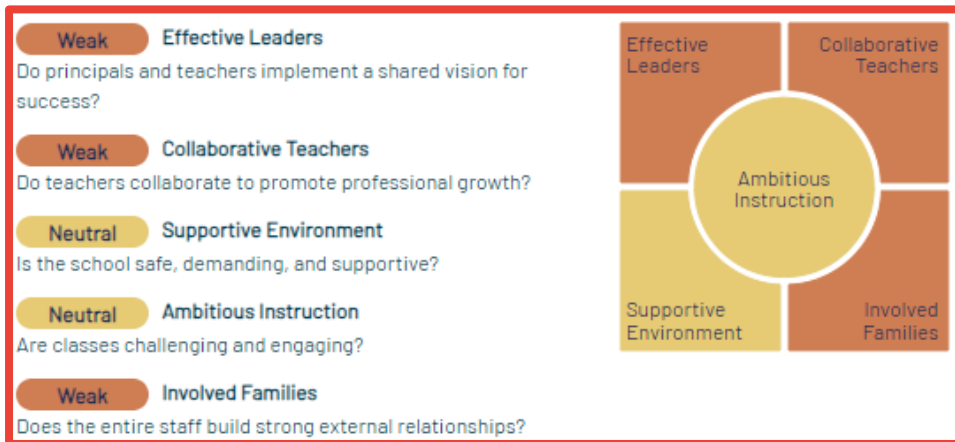 Weak Effective Leaders
Do principals and teachers implement a shared vision for
success?
Weak Collaborative Teachers
Do teachers collaborate to promote professional growth?
Neutral Supportive Environment
Is the school safe, demanding, and supportive?
Neutral Ambitious Instruction
Are classes challenging and engaging?
Weak Involved Families
Does the entire staff build strong external relationships?
Effective
Leaders
Collaborative
Teachers
Ambitious
Instruction
Supportive
Environment
Involved
Families